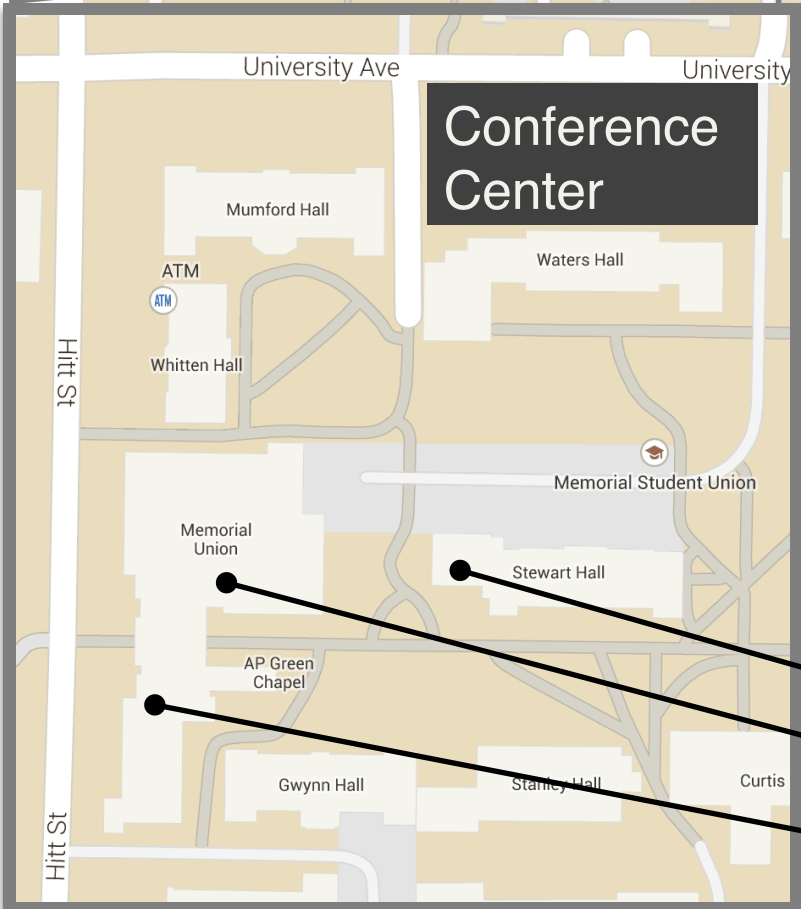 University Ave
University
Conference
Center
Mumford Hall
Waters Hall
ATM
ATM
Hitt St
Whitten Hall
Memorial Student Union
Memorial
Union
Stewart Hall
AP Green
Chapel
Gwynn Hall
Stanley Hall
Curtis
Hitt St